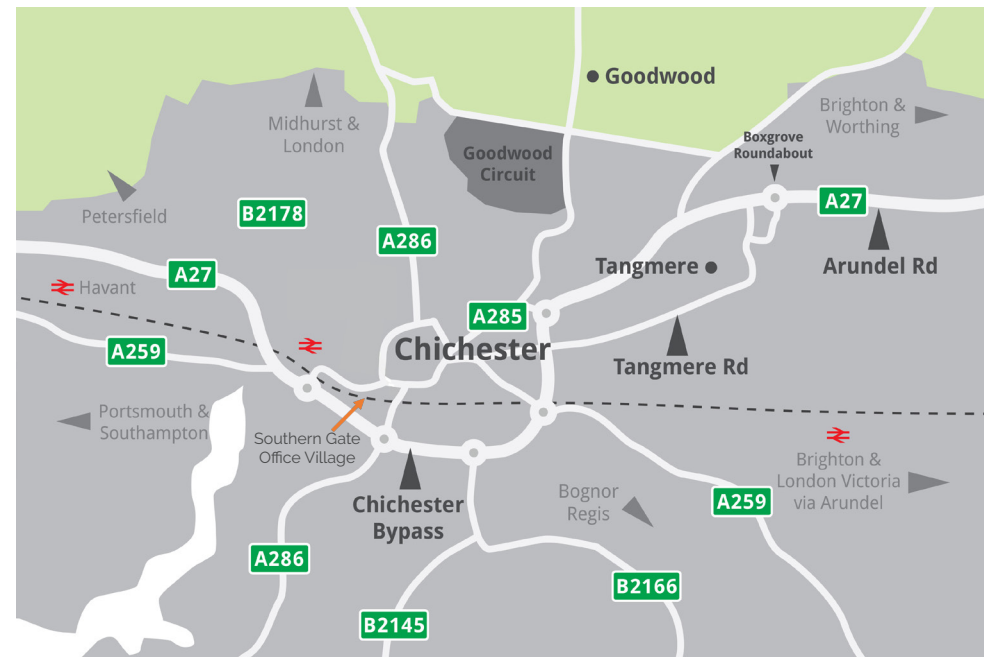 Goodwood
Brighton &
Worthing
Midhurst &
London
Boxgrove
Roundabout
Goodwood
Circuit
Petersfield
B2178
A27
A286
Tangmere
Arundel Rd
A27
Havant
A285
A259
Chichester
Tangmere Rd
Portsmouth &
Southampton
Southern Gate
Office Village
Brighton &
London Victoria
via Arundel
Chichester
Bypass
Bognor
Regis
A259
A286
B2166
B2145